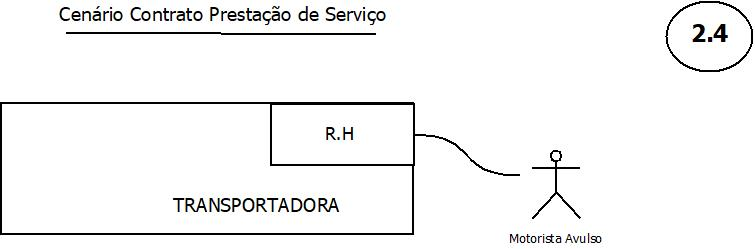 Cenário Contrato Prestação de Serviço
2.4
R.H
TRANSPORTADORA
Motorista Avulso